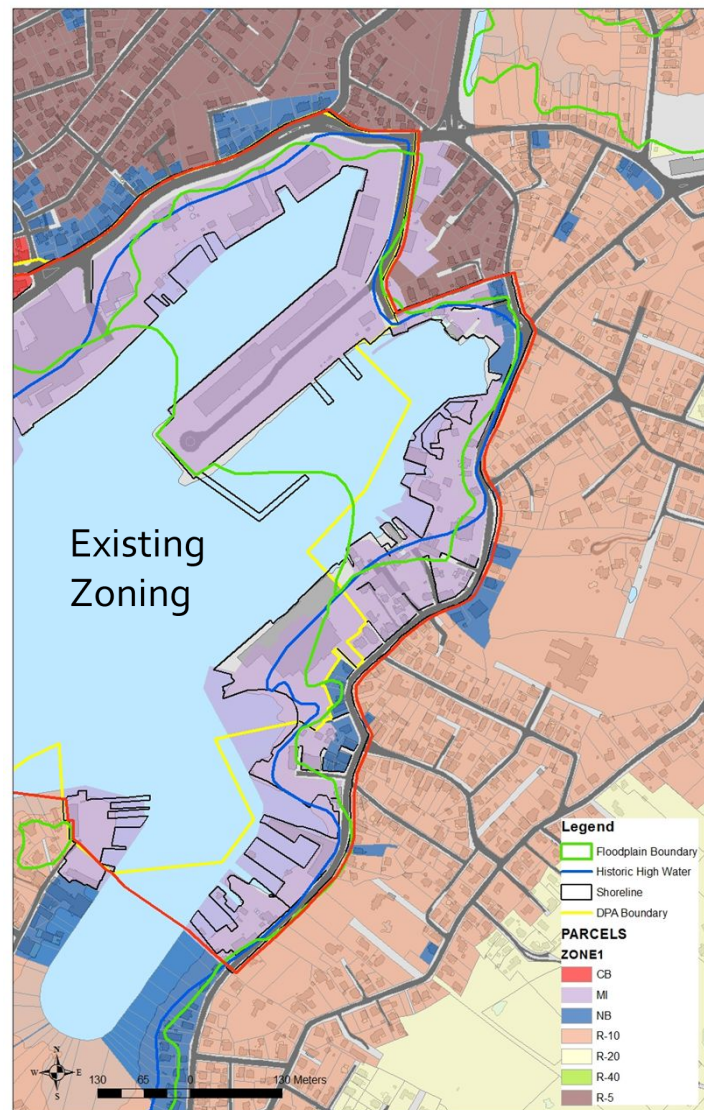 Existing
Zoning
Legend
Floodplain Boundary
Historic High Water
Shoreline
DPA Boundary
PARCELS
ZONE1
CB
MI
NB
R-10
R-20
R-40
R-5
N
W E
S
130 65 0 130 Meters